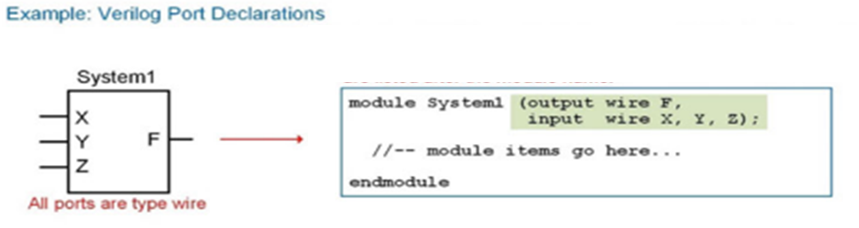 Example: Verilog Port Declarations
System1
X
Y
Z
F
All ports are type wire
module System1 (output wire F,
input wire X, Y, Z);
//-- module items go here...
endmodule